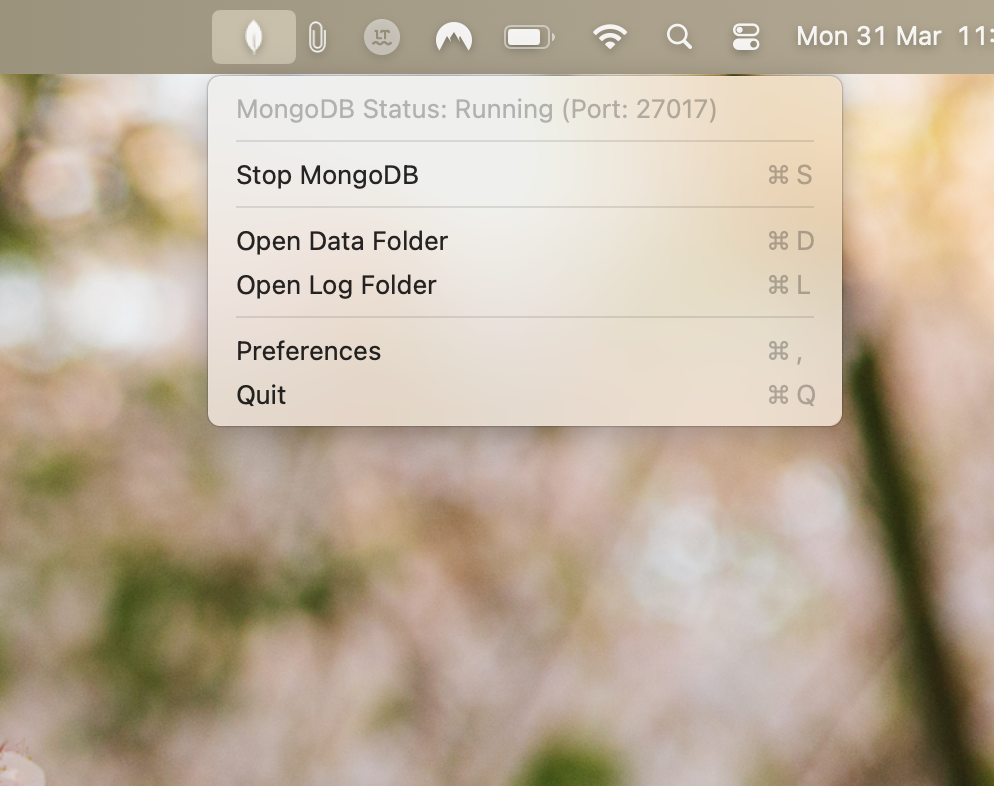 LT
Mon 31 Mar 11:
MongoDB Status: Running (Port: 27017)
Stop MongoDB ⌘ S
Open Data Folder ⌘ D
Open Log Folder ⌘ L
Preferences ⌘ ,
Quit ⌘ Q